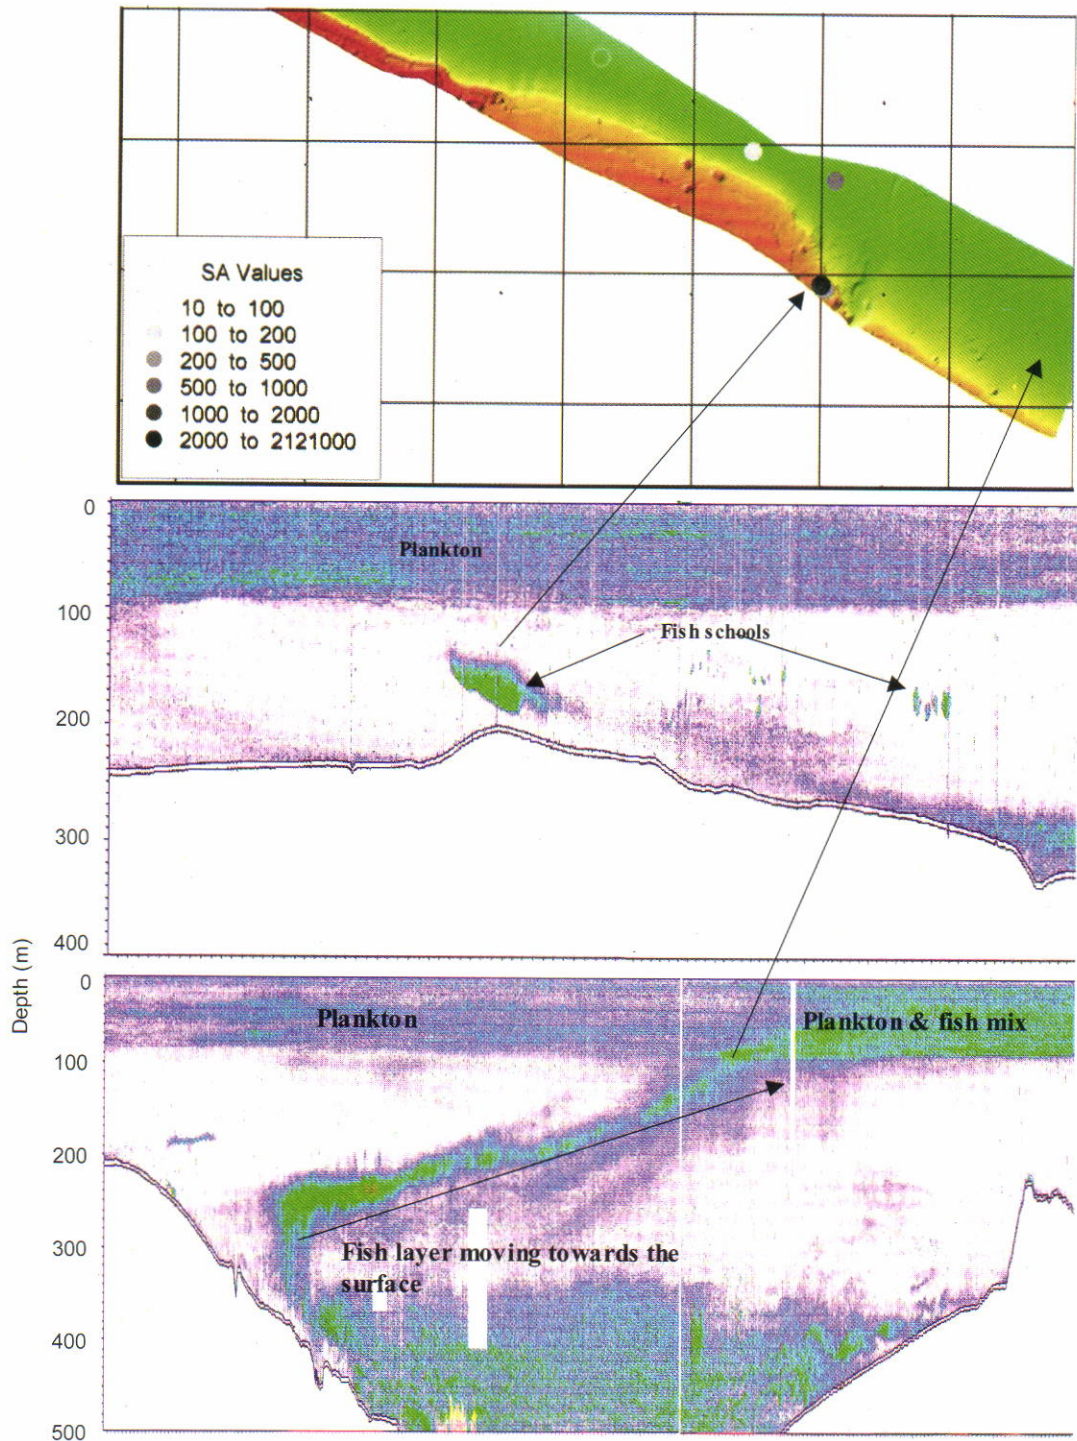 SA Values
10 to 100
100 to 200
200 to 500
500 to 1000
1000 to 2000
2000 to 2121000
0
100
200
300
400
Plankton
Fish schools
Depth (m)
0
100
200
300
400
500
Plankton
Plankton & fish mix
Fish layer moving towards the
surface